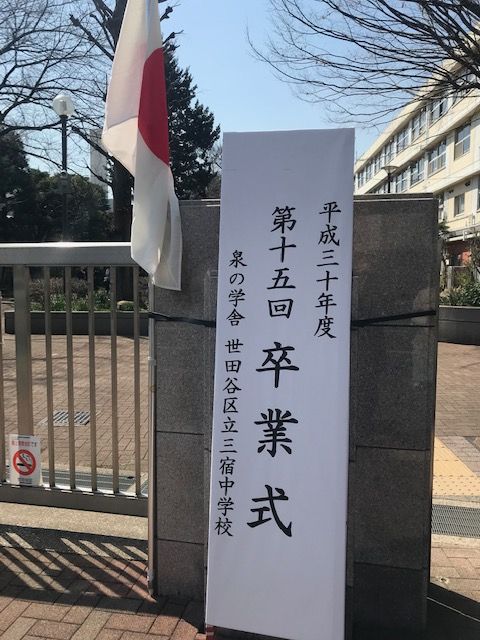 平成三十年度
第十五回 卒業式
泉の学舎 世田谷区立三宿中学校